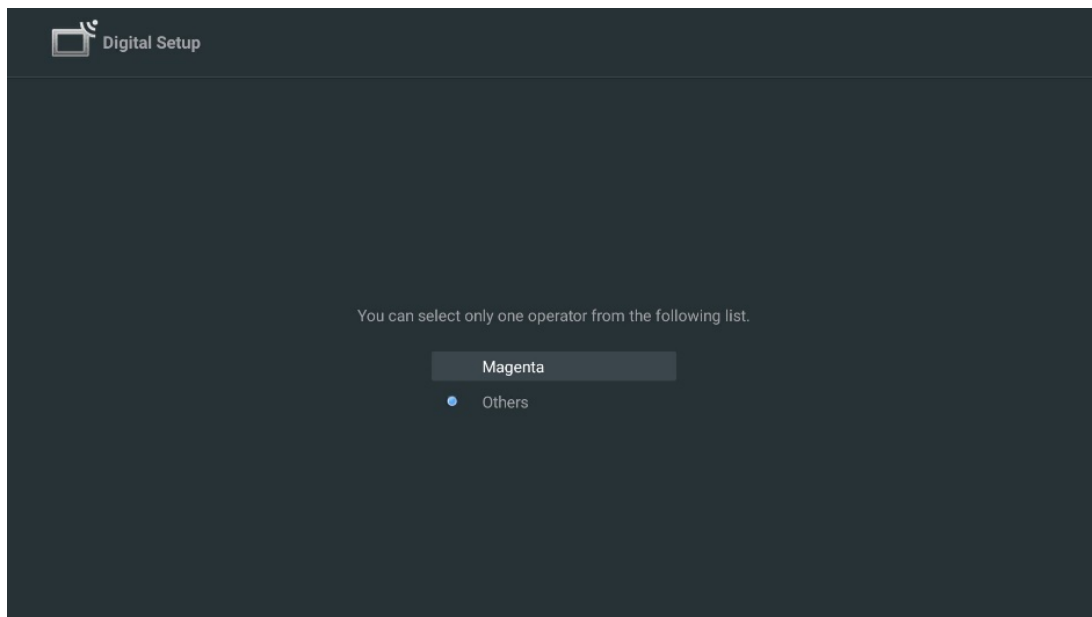 Digital Setup
You can select only one operator from the following list.
Magenta
Others